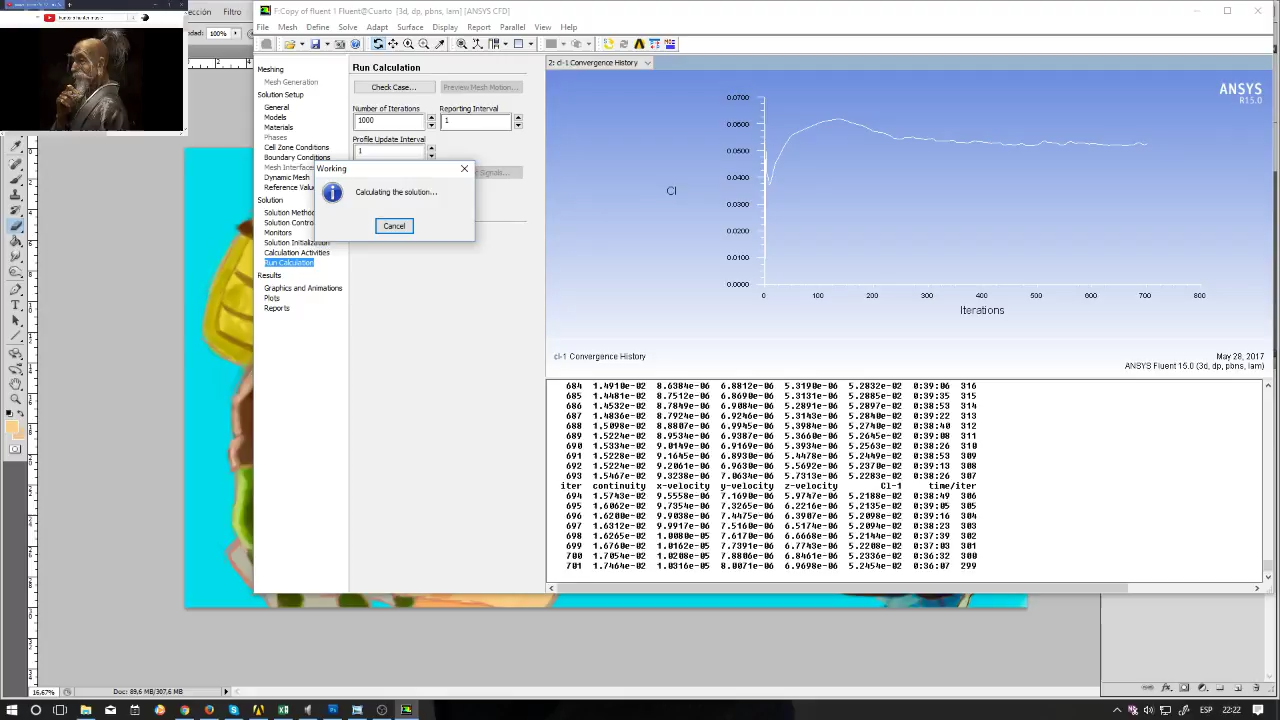 hunter x hunter music
cción Filtro
dos: 100%
F:Copy of fluent 1 Fluent@Cuarto [3d, dp, pbns, lam] [ANSYS CFD]
File Mesh Define Solve Adapt Surface Display Report Parallel View Help
Meshing
Mesh Generation
Solution Setup
General
Models
Materials
Phases
Cell Zone Conditions
Boundary Conditions
Mesh Interfaces
Dynamic Mesh
Reference Valu
Solution
Solution Method
Solution Contro
Monitors
Solution Initialization
Calculation Activities
Run Calculation
Results
Graphics and Animations
Plots
Reports
Run Calculation
Check Case... Preview Mesh Motion...
Number of Iterations Reporting Interval
1000 1
Profile Update Interval
1
Signals...
Working
Calculating the solution...
Cancel
2: cl-1 Convergence History
ANSYS
R15.0
0.0700
0.0600
0.0500
0.0400
0.0300
0.0200
0.0100
0.0000
Cl
0 100 200 300 400 500 600 700 800
Iterations
cl-1 Convergence History
May 28, 2017
ANSYS Fluent 15.0 (3d, dp, pbns, lam)
684 1.4910e-02 8.6384e-06 6.8812e-06 5.3190e-06 5.2832e-02 0:39:06 316
685 1.4481e-02 8.7512e-06 6.8690e-06 5.3131e-06 5.2885e-02 0:39:35 315
686 1.4532e-02 8.7849e-06 6.9084e-06 5.2891e-06 5.2897e-02 0:38:53 314
687 1.4836e-02 8.7924e-06 6.9246e-06 5.3143e-06 5.2840e-02 0:39:22 313
688 1.5098e-02 8.8807e-06 6.9945e-06 5.3984e-06 5.2740e-02 0:38:40 312
689 1.5224e-02 8.9534e-06 6.9387e-06 5.3660e-06 5.2645e-02 0:39:08 311
690 1.5334e-02 9.0149e-06 6.9169e-06 5.3934e-06 5.2563e-02 0:38:26 310
691 1.5228e-02 9.1645e-06 6.8930e-06 5.4478e-06 5.2449e-02 0:38:53 309
692 1.5224e-02 9.2061e-06 6.9630e-06 5.5692e-06 5.2370e-02 0:39:13 308
693 1.5467e-02 9.3238e-06 7.0634e-06 5.7313e-06 5.2283e-02 0:38:26 307
iter continuity x-velocity y-velocity z-velocity Cl-1 time/iter
694 1.5743e-02 9.5558e-06 7.1690e-06 5.9747e-06 5.2188e-02 0:38:49 306
695 1.6062e-02 9.7354e-06 7.3265e-06 6.2216e-06 5.2135e-02 0:39:05 305
696 1.6200e-02 9.9038e-06 7.4475e-06 6.3907e-06 5.2098e-02 0:39:16 304
697 1.6312e-02 9.9917e-06 7.5160e-06 6.5174e-06 5.2094e-02 0:38:23 303
698 1.6265e-02 1.0080e-05 7.6170e-06 6.6668e-06 5.2144e-02 0:37:39 302
699 1.6760e-02 1.0162e-05 7.7391e-06 6.7743e-06 5.2208e-02 0:37:03 301
700 1.7054e-02 1.0208e-05 7.8806e-06 6.8461e-06 5.2336e-02 0:36:32 300
701 1.7464e-02 1.0316e-05 8.0071e-06 6.9698e-06 5.2454e-02 0:36:07 299
16.67% Doc: 89,6 MB/307,6 MB
ESP 22:22